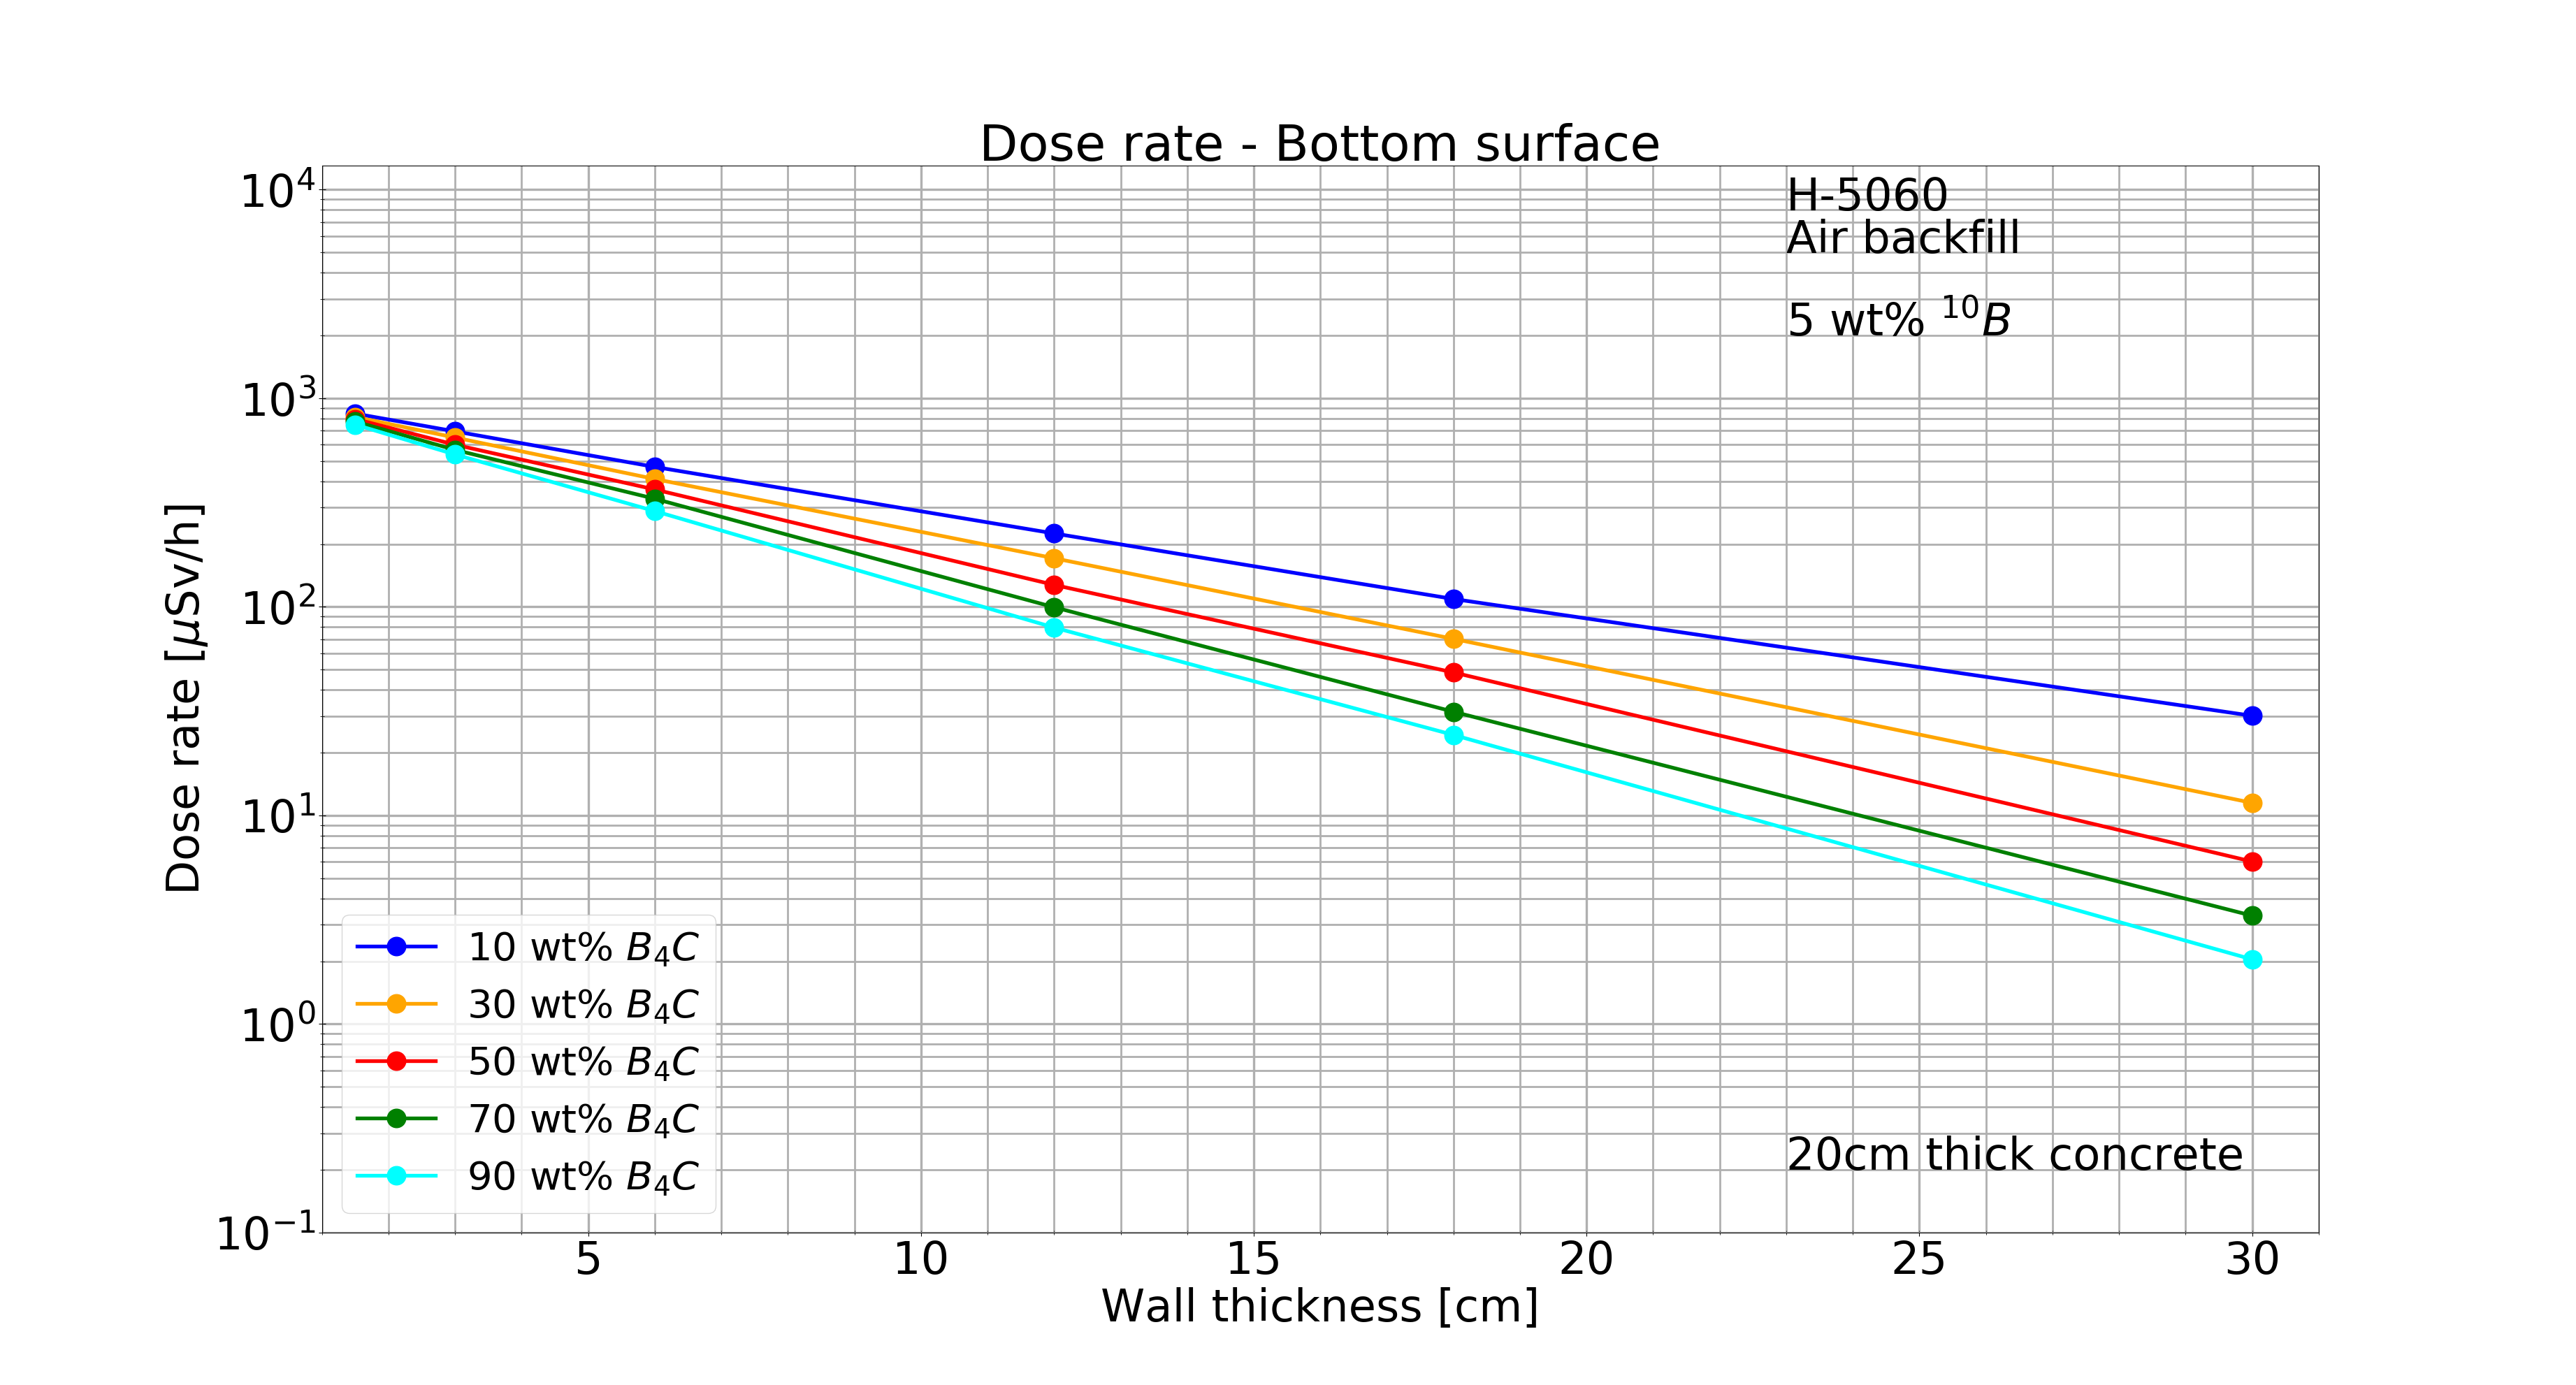 Dose rate - Bottom surface
H-5060
Air backfill
5 wt% ¹⁰B
Dose rate [μSv/h]
10⁴
10³
10²
10¹
10⁰
10⁻¹
10 wt% B₄C
30 wt% B₄C
50 wt% B₄C
70 wt% B₄C
90 wt% B₄C
20cm thick concrete
5 10 15 20 25 30
Wall thickness [cm]